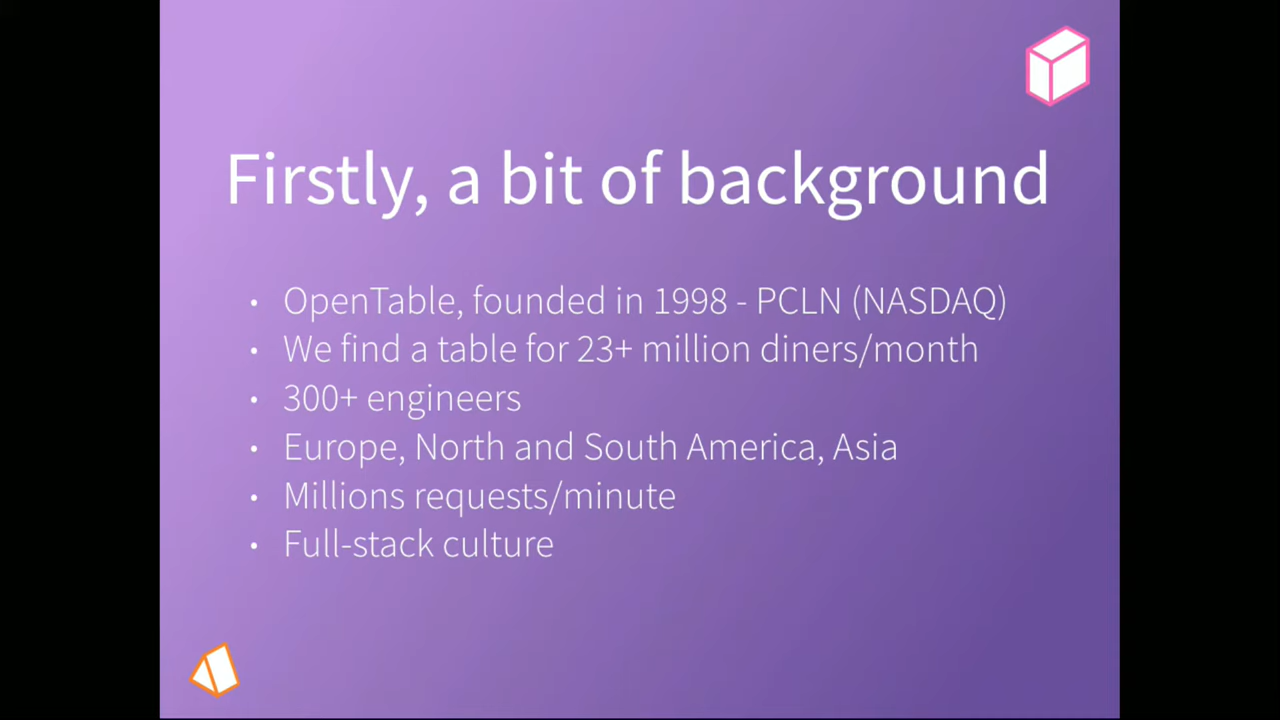 Firstly, a bit of background
• OpenTable, founded in 1998 - PCLN (NASDAQ)
• We find a table for 23+ million diners/month
• 300+ engineers
• Europe, North and South America, Asia
• Millions requests/minute
• Full-stack culture